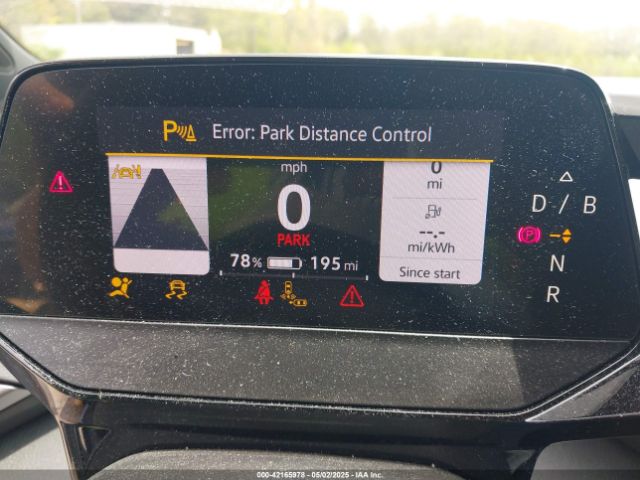 P Error: Park Distance Control
mph
0
mi
0
PARK
--.-
mi/kWh
78% 195 mi
Since start
D / B
P
N
R
000-42165978 05/02/2025 IAA Inc.